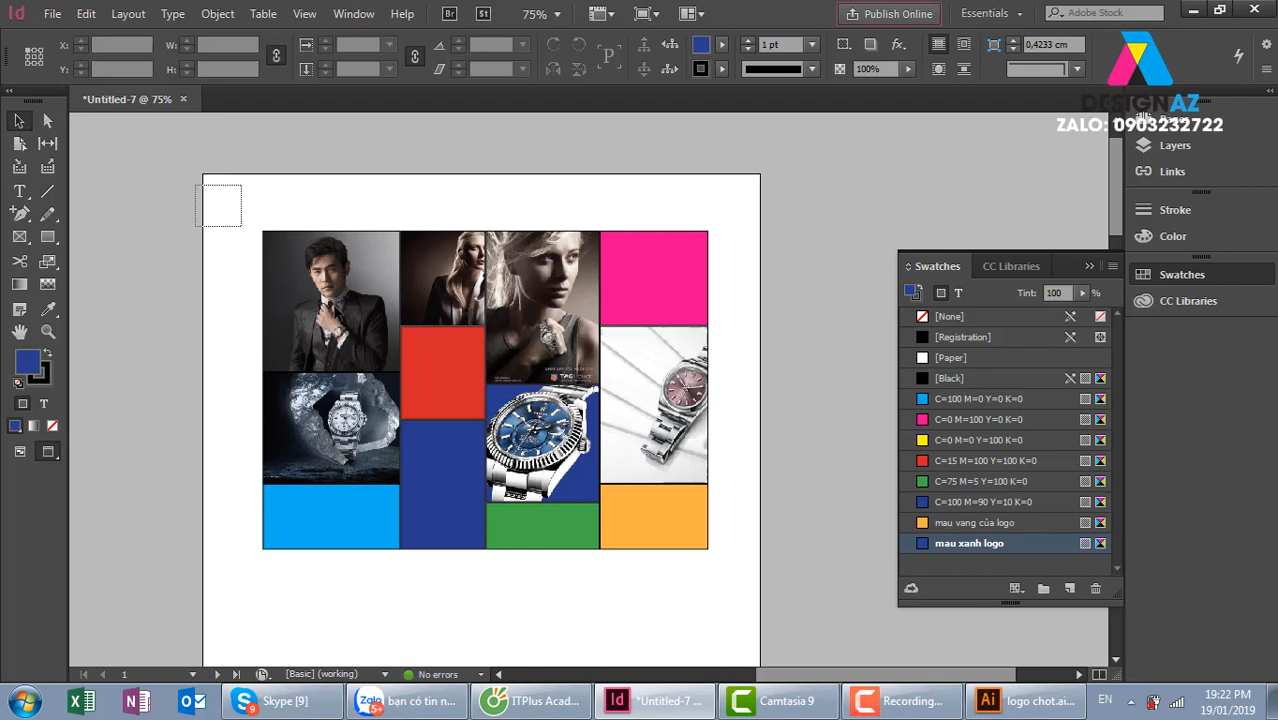 Id File Edit Layout Type Object Table Window View Help Br St 75% Publish Online Essentials Adobe Stock
X: W: 1 pt fx. 0,4233 cm
Y: H: P 100%
DESIGNAZ
ZALO: 0903232722
*Untitled-7 @ 75% ×
Layers
Links
Stroke
Color
Swatches
CC Libraries
Swatches CC Libraries
T Tint: 100 %
[None]
[Registration]
[Paper]
[Black]
C=100 M=0 Y=0 K=0
C=0 M=100 Y=0 K=0
C=0 M=0 Y=100 K=0
C=15 M=100 Y=100 K=0
C=75 M=5 Y=100 K=0
C=100 M=90 Y=10 K=0
mau vang của logo
mau xanh logo
1 [Basic] (working) No errors
Skype [9] bạn có tin n... ITPlus Acad... *Untitled-7 ... Camtasia 9 Recording... logo chot.ai... EN 19:22 PM
19/01/2019